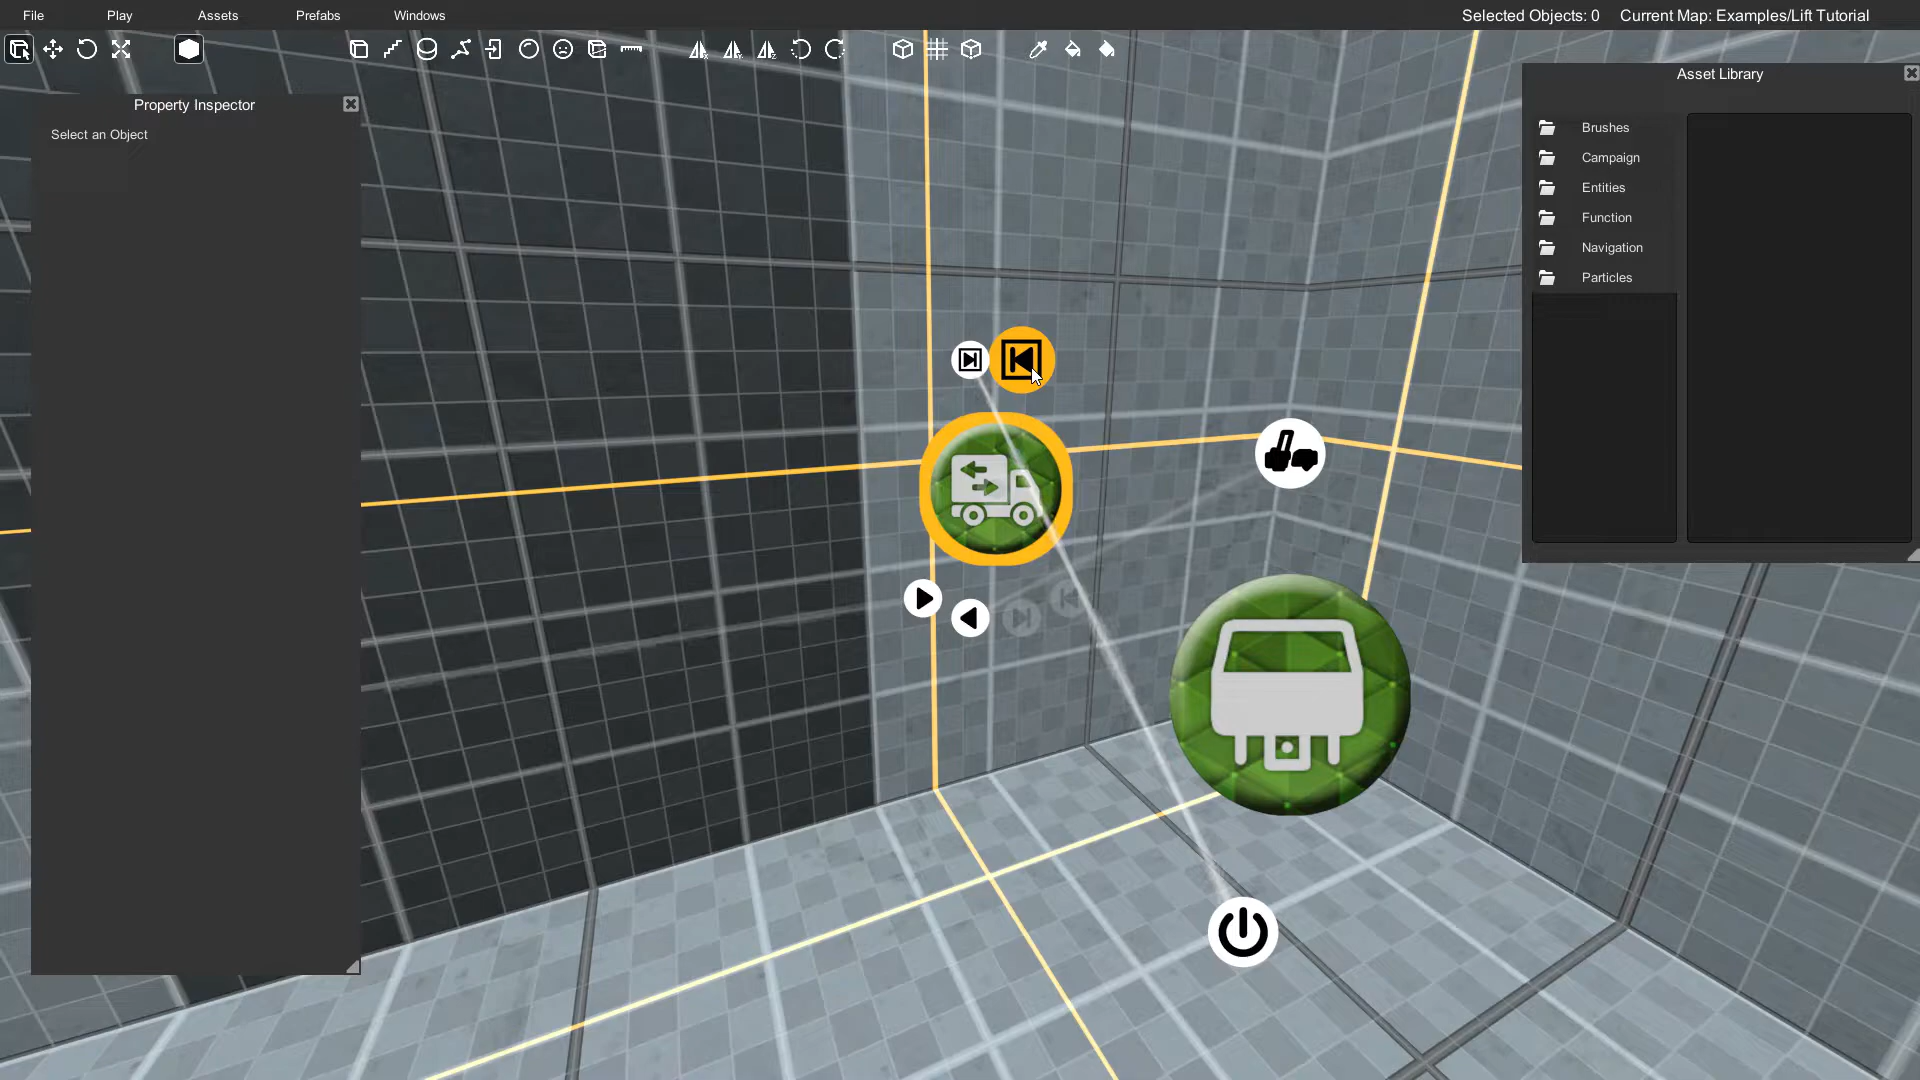 File Play Assets Prefabs Windows Selected Objects: 0 Current Map: Examples/Lift Tutorial
Property Inspector
Select an Object
Asset Library
Brushes
Campaign
Entities
Function
Navigation
Particles